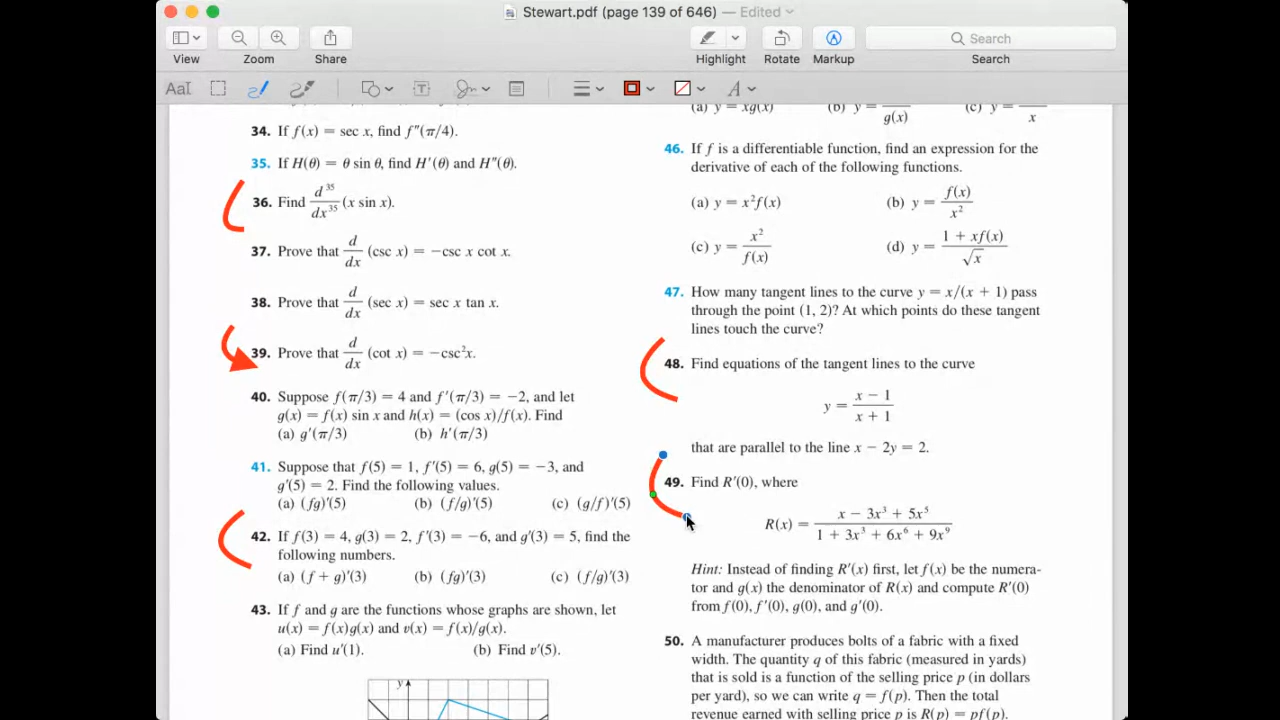 Stewart.pdf (page 139 of 646) — Edited
View
Zoom
Share
Highlight
Rotate
Markup
Search
Search
AaI
T
A
34. If f(x) = sec x, find f″(π/4).
35. If H(θ) = θ sin θ, find H′(θ) and H″(θ).
36. Find d³⁵/dx³⁵ (x sin x).
37. Prove that d/dx (csc x) = −csc x cot x.
38. Prove that d/dx (sec x) = sec x tan x.
39. Prove that d/dx (cot x) = −csc²x.
40. Suppose f(π/3) = 4 and f′(π/3) = −2, and let
g(x) = f(x) sin x and h(x) = (cos x)/f(x). Find
(a) g′(π/3) (b) h′(π/3)
41. Suppose that f(5) = 1, f′(5) = 6, g(5) = −3, and
g′(5) = 2. Find the following values.
(a) (fg)′(5) (b) (f/g)′(5) (c) (g/f)′(5)
42. If f(3) = 4, g(3) = 2, f′(3) = −6, and g′(3) = 5, find the
following numbers.
(a) (f + g)′(3) (b) (fg)′(3) (c) (f/g)′(3)
43. If f and g are the functions whose graphs are shown, let
u(x) = f(x)g(x) and v(x) = f(x)/g(x).
(a) Find u′(1). (b) Find v′(5).
y
(a) y = xg(x) (b) y = /g(x) (c) y = /x
46. If f is a differentiable function, find an expression for the
derivative of each of the following functions.
(a) y = x²f(x) (b) y = f(x)/x²
(c) y = x²/f(x) (d) y = 1 + xf(x)/√x
47. How many tangent lines to the curve y = x/(x + 1) pass
through the point (1, 2)? At which points do these tangent
lines touch the curve?
48. Find equations of the tangent lines to the curve
y = x − 1/x + 1
that are parallel to the line x − 2y = 2.
49. Find R′(0), where
R(x) = x − 3x³ + 5x⁵/1 + 3x³ + 6x⁶ + 9x⁹
Hint: Instead of finding R′(x) first, let f(x) be the numera-
tor and g(x) the denominator of R(x) and compute R′(0)
from f(0), f′(0), g(0), and g′(0).
50. A manufacturer produces bolts of a fabric with a fixed
width. The quantity q of this fabric (measured in yards)
that is sold is a function of the selling price p (in dollars
per yard), so we can write q = f(p). Then the total
revenue earned with selling price p is R(p) = pf(p).